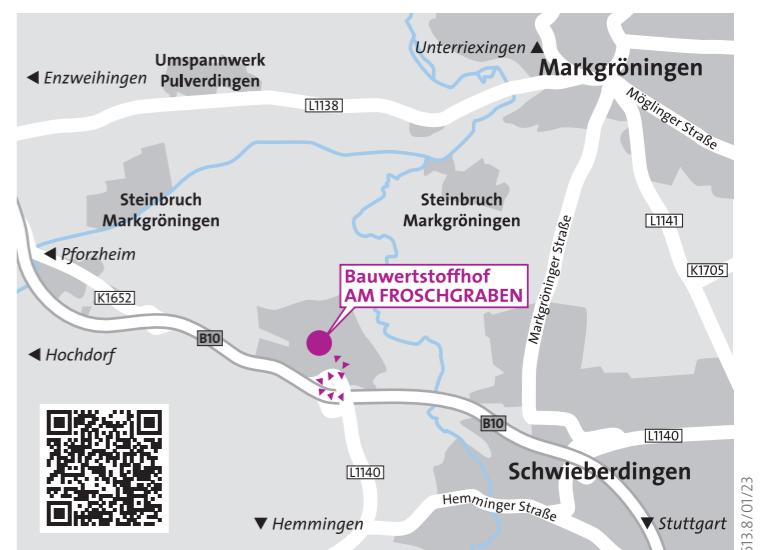 Unterriexingen
Markgröningen
Enzweihingen
Umspannwerk
Pulverdingen
L1138
Möglinger Straße
Steinbruch
Markgröningen
Steinbruch
Markgröningen
L1141
Markgröninger Straße
Pforzheim
K1705
Bauwertstoffhof
AM FROSCHGRABEN
K1652
B10
Hochdorf
B10
L1140
L1140
Schwieberdingen
Hemminger Straße
Hemmingen
Stuttgart
513.8/01/23